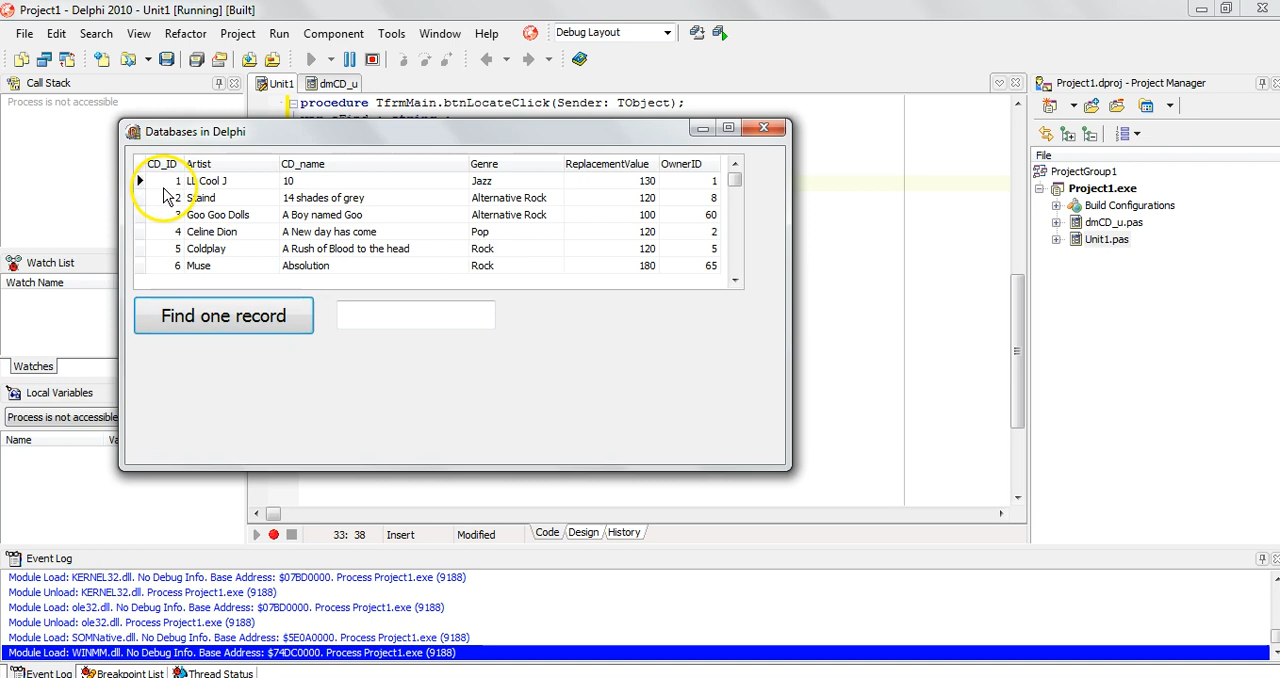 Project1 - Delphi 2010 - Unit1 [Running] [Built]
File Edit Search View Refactor Project Run Component Tools Window Help Debug Layout
Call Stack
Unit1 dmCD_u
Project1.dproj - Project Manager
Process is not accessible
procedure TfrmMain.btnLocateClick(Sender: TObject);
Databases in Delphi
File
ProjectGroup1
Project1.exe
Build Configurations
dmCD_u.pas
Unit1.pas
CD_ID Artist CD_name Genre ReplacementValue OwnerID
1 LL Cool J 10 Jazz 130 1
2 Staind 14 shades of grey Alternative Rock 120 8
3 Goo Goo Dolls A Boy named Goo Alternative Rock 100 60
4 Celine Dion A New day has come Pop 120 2
5 Coldplay A Rush of Blood to the head Rock 120 5
6 Muse Absolution Rock 180 65
Find one record
Watch List
Watch Name
Watches
Local Variables
Process is not accessible
Name
33: 38 Insert Modified Code Design History
Event Log
Module Load: KERNEL32.dll. No Debug Info. Base Address: $07BD0000. Process Project1.exe (9188)
Module Unload: KERNEL32.dll. Process Project1.exe (9188)
Module Load: ole32.dll. No Debug Info. Base Address: $07BD0000. Process Project1.exe (9188)
Module Unload: ole32.dll. Process Project1.exe (9188)
Module Load: SOMNative.dll. No Debug Info. Base Address: $5E0A0000. Process Project1.exe (9188)
Module Load: WINMM.dll. No Debug Info. Base Address: $74DC0000. Process Project1.exe (9188)
Event Log Breakpoint List Thread Status